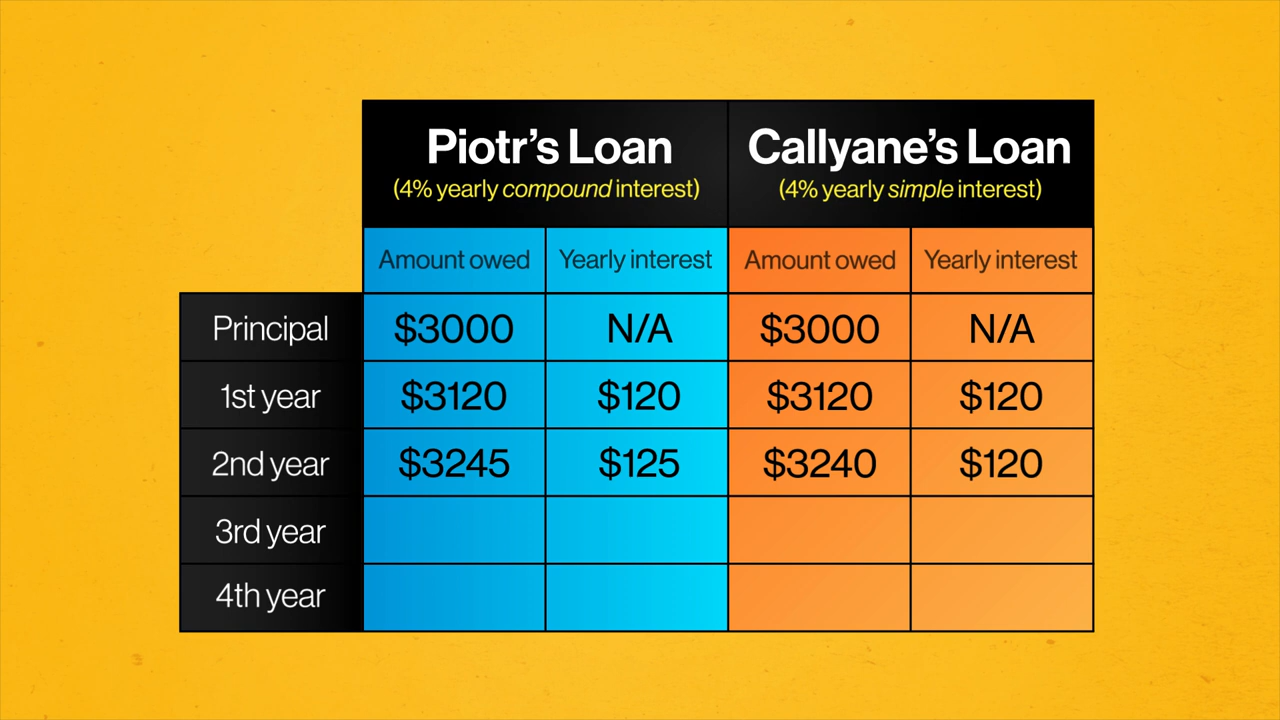 Piotr’s Loan Callyane’s Loan
(4% yearly compound interest) (4% yearly simple interest)
Amount owed Yearly interest Amount owed Yearly interest
Principal $3000 N/A $3000 N/A
1st year $3120 $120 $3120 $120
2nd year $3245 $125 $3240 $120
3rd year
4th year